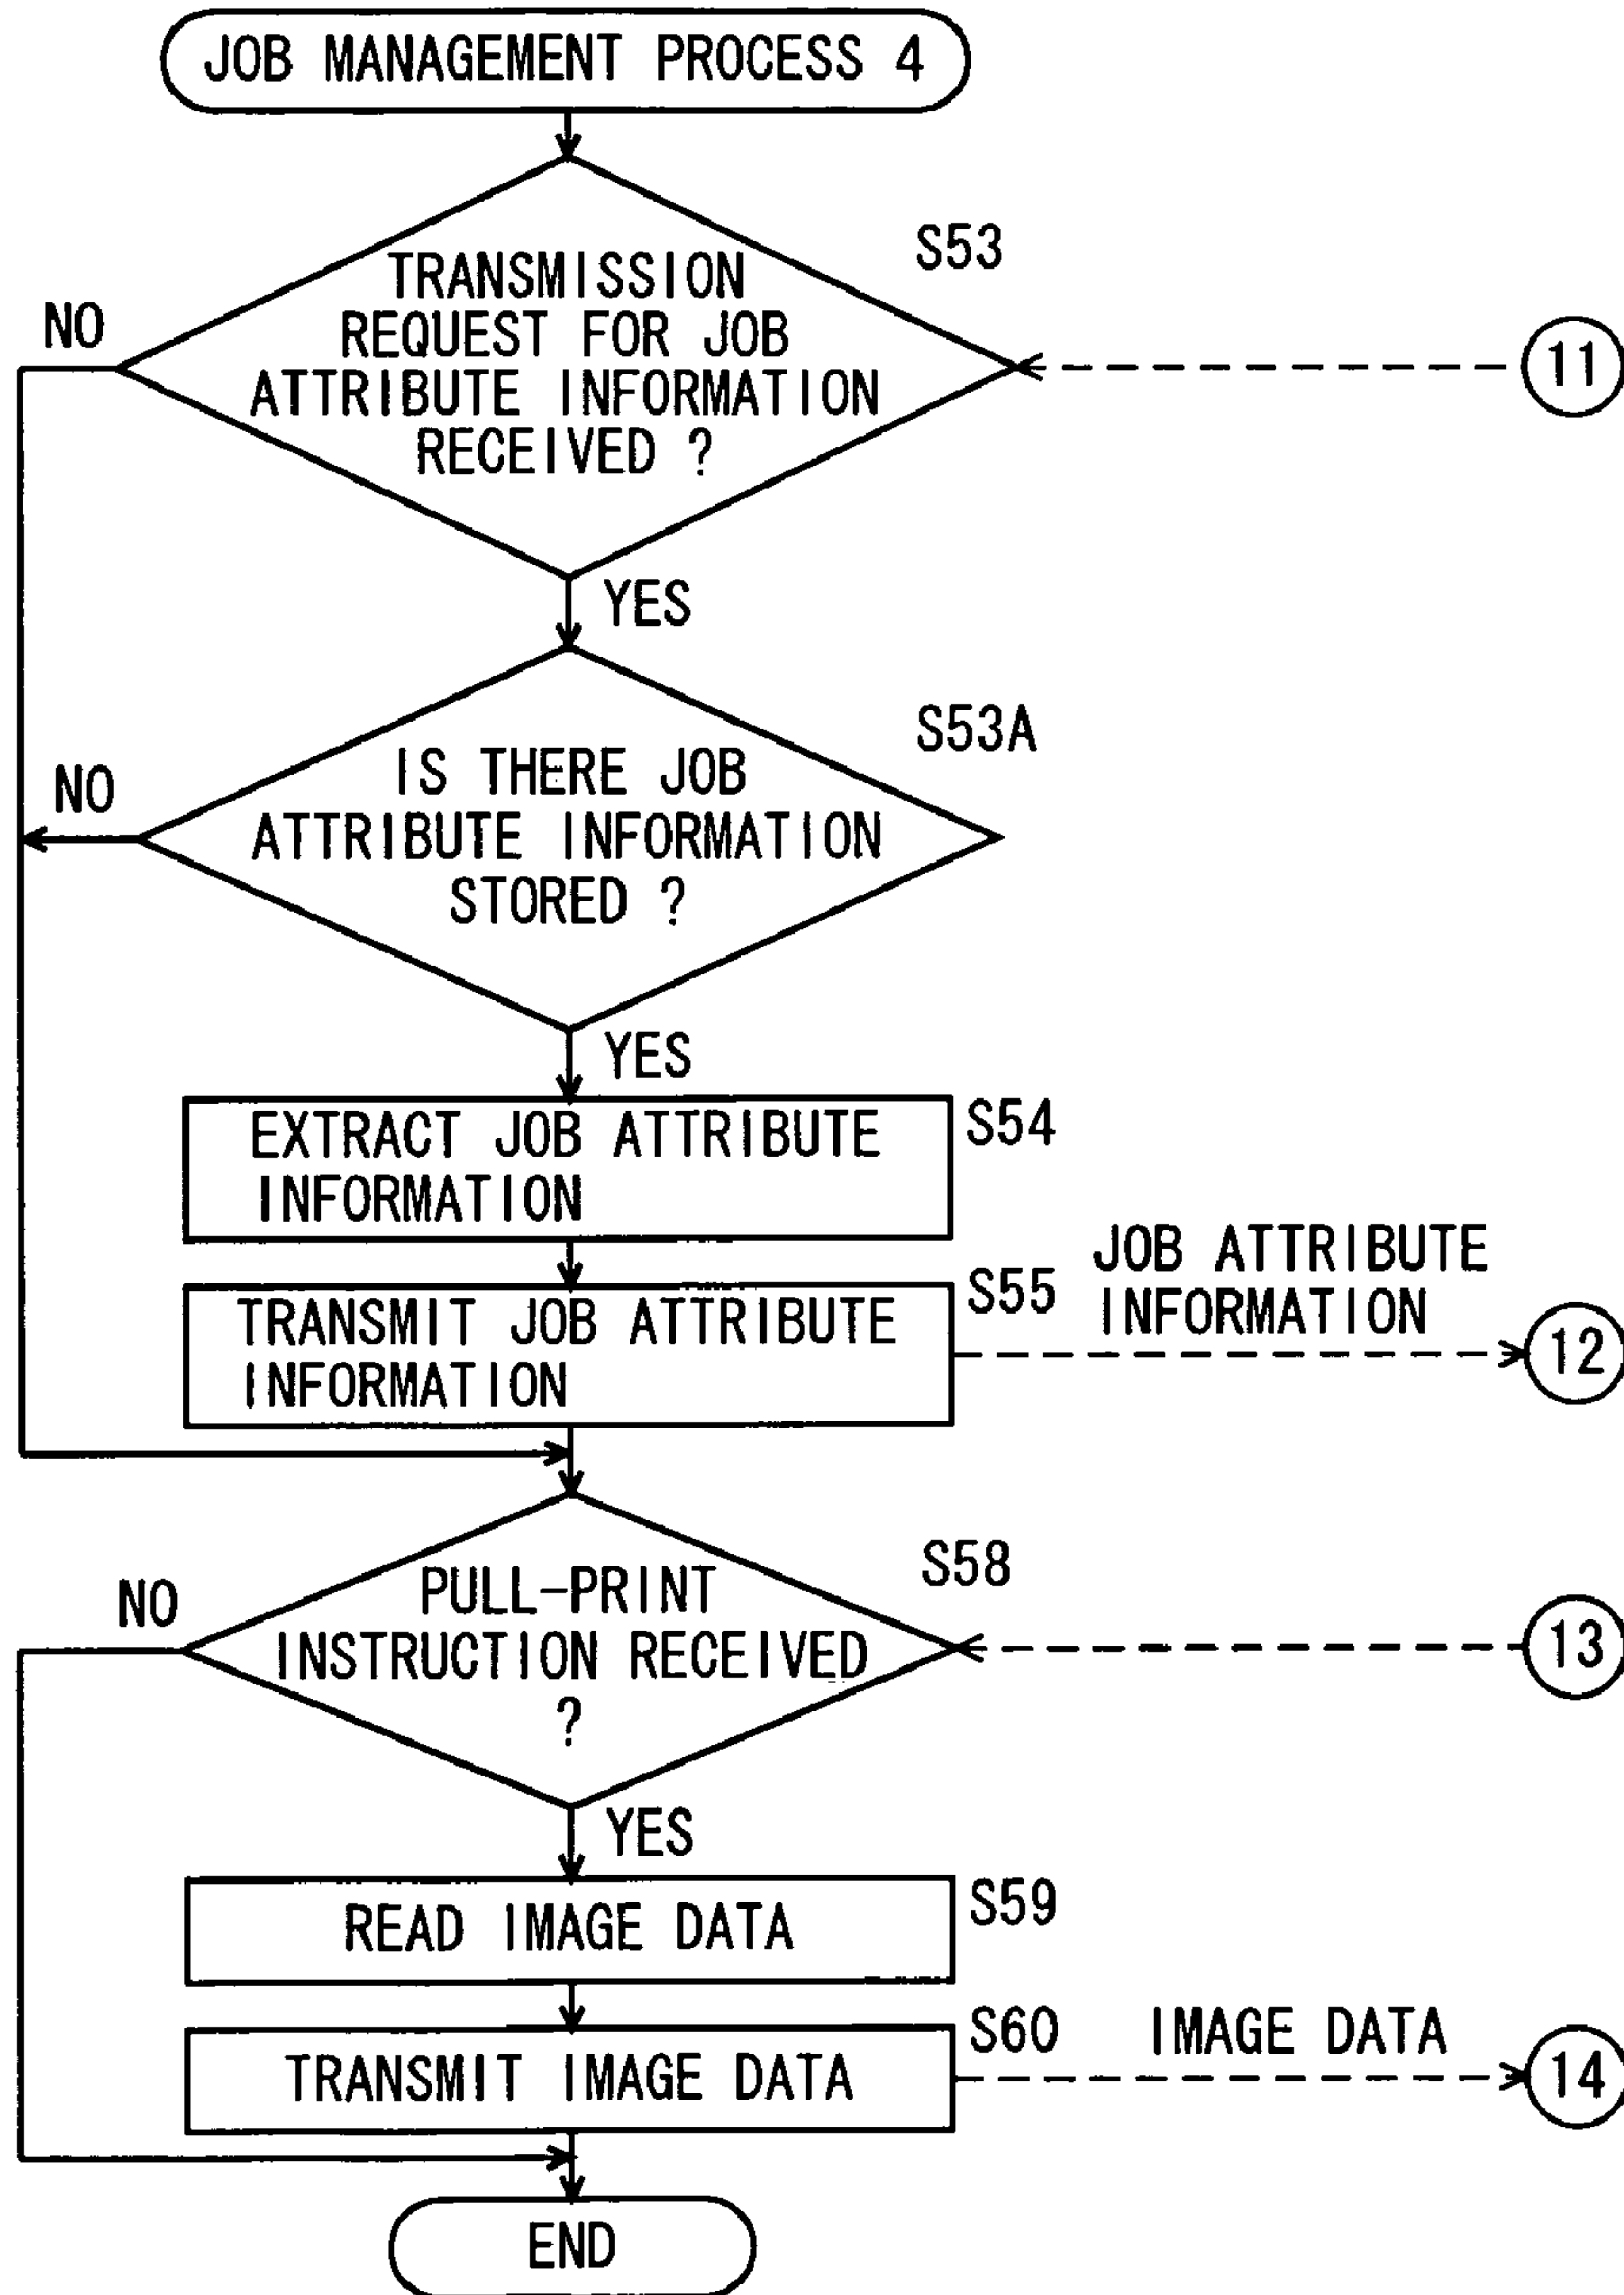 JOB MANAGEMENT PROCESS 4
S53
TRANSMISSION
REQUEST FOR JOB
ATTRIBUTE INFORMATION
RECEIVED ?
NO
11
YES
S53A
IS THERE JOB
ATTRIBUTE INFORMATION
STORED ?
NO
YES
EXTRACT JOB ATTRIBUTE
INFORMATION
S54
TRANSMIT JOB ATTRIBUTE
INFORMATION
S55
JOB ATTRIBUTE
INFORMATION
12
S58
PULL-PRINT
INSTRUCTION RECEIVED
?
NO
13
YES
READ IMAGE DATA
S59
TRANSMIT IMAGE DATA
S60
IMAGE DATA
14
END